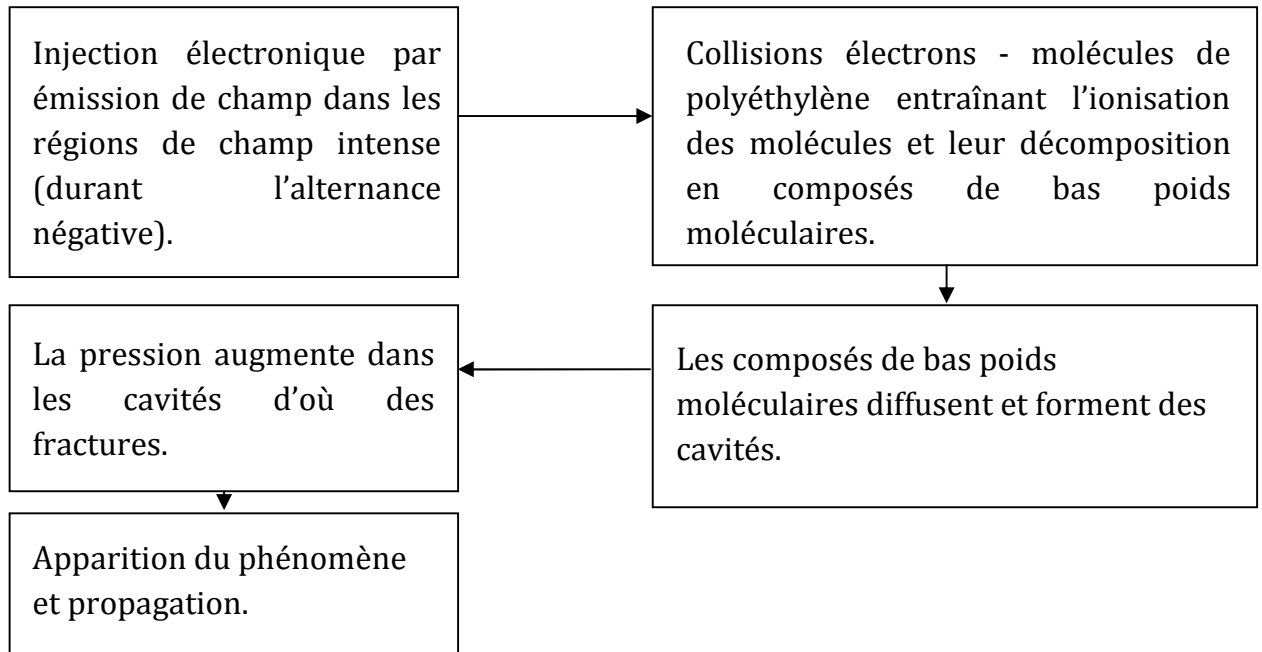 Injection électronique par
émission de champ dans les
régions de champ intense
(durant l’alternance
négative).
Collisions électrons - molécules de
polyéthylène entraînant l’ionisation
des molécules et leur décomposition
en composés de bas poids
moléculaires.
Les composés de bas poids
moléculaires diffusent et forment des
cavités.
La pression augmente dans
les cavités d’où des
fractures.
Apparition du phénomène
et propagation.